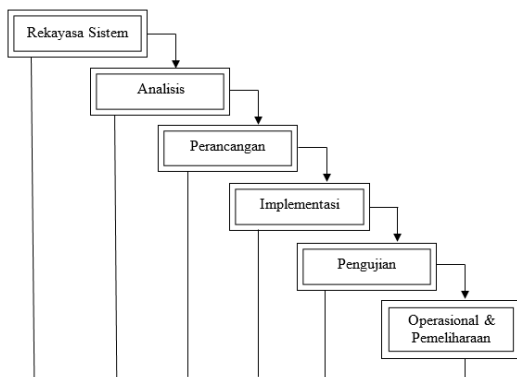 Rekayasa Sistem
Analisis
Perancangan
Implementasi
Pengujian
Operasional &
Pemeliharaan